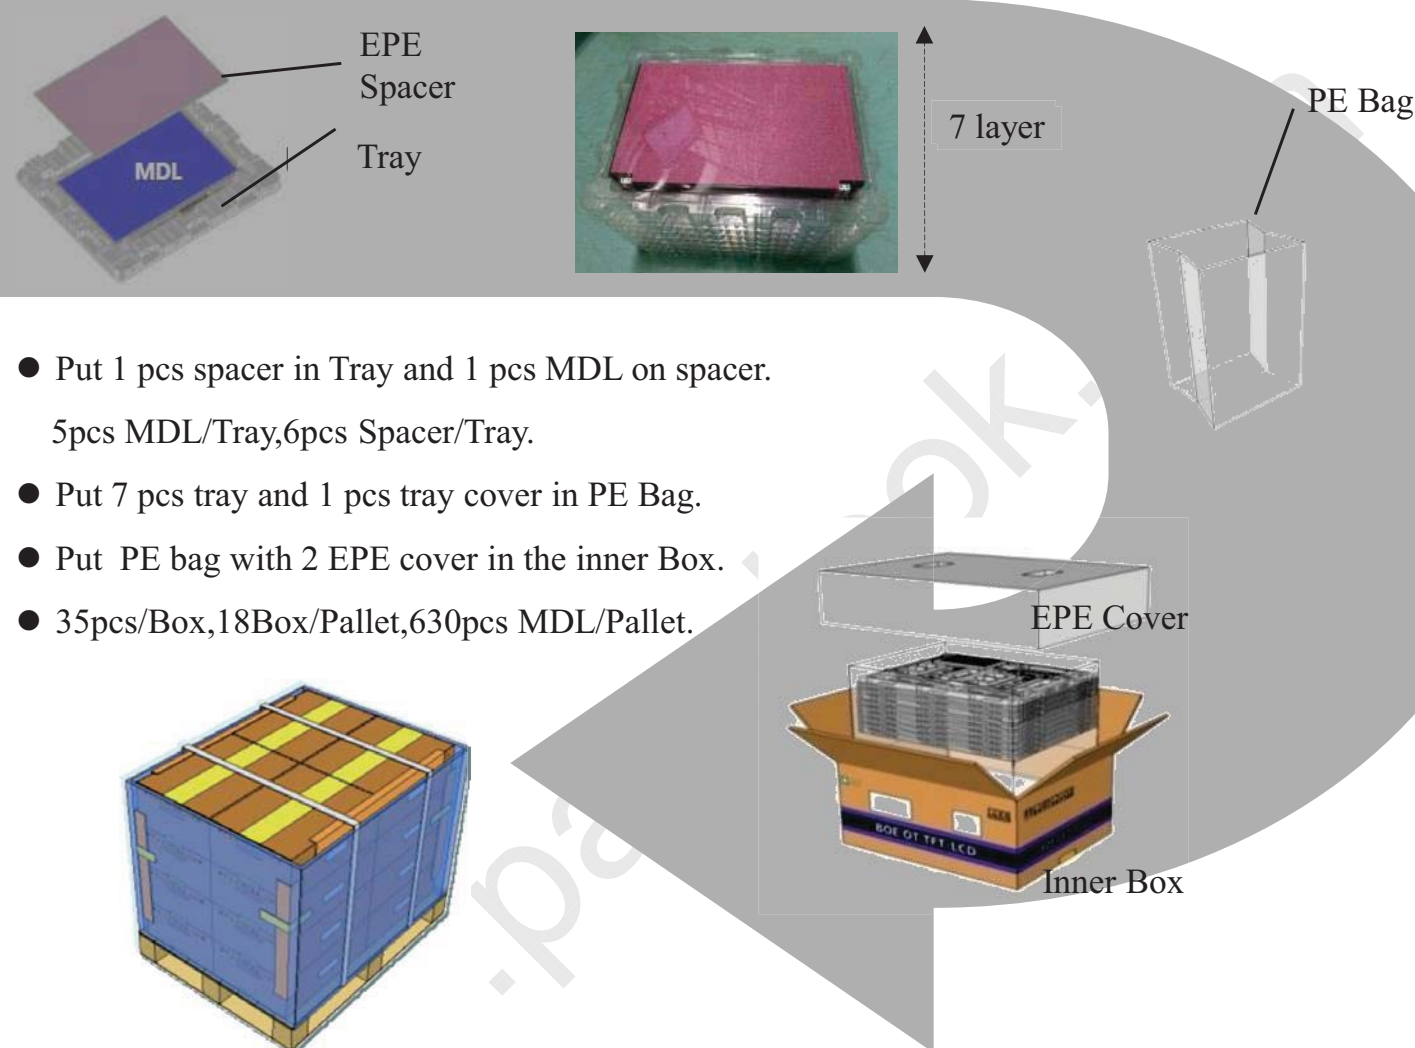 EPE
Spacer
Tray
MDL
7 layer
PE Bag
● Put 1 pcs spacer in Tray and 1 pcs MDL on spacer.
5pcs MDL/Tray,6pcs Spacer/Tray.
● Put 7 pcs tray and 1 pcs tray cover in PE Bag.
● Put PE bag with 2 EPE cover in the inner Box.
● 35pcs/Box,18Box/Pallet,630pcs MDL/Pallet.
EPE Cover
BOE OT TFT-LCD
Inner Box